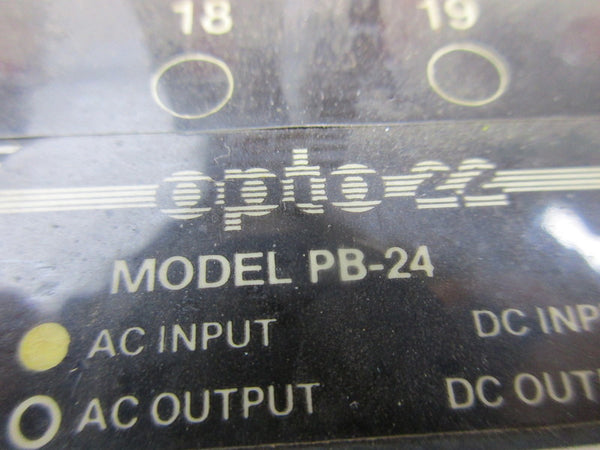 18 19
opto 22
MODEL PB-24
AC INPUT DC INP
AC OUTPUT DC OUT